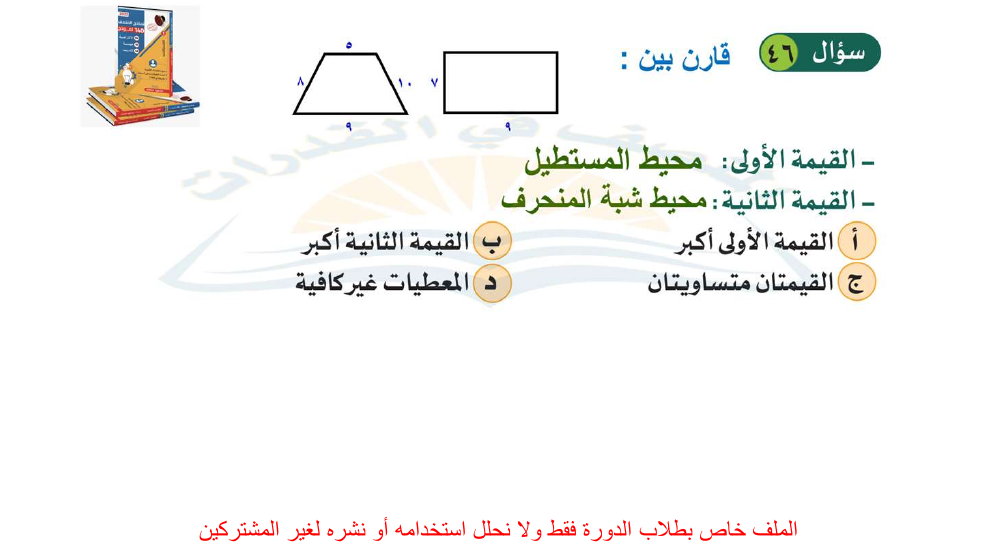 سؤال ٤٦
قارن بين :
٥
٨
١٠
٩
٧
٩
– القيمة الأولى: محيط المستطيل
– القيمة الثانية: محيط شبة المنحرف
أ القيمة الأولى أكبر
ب القيمة الثانية أكبر
ج القيمتان متساويتان
د المعطيات غير كافية
الملف خاص بطلاب الدورة فقط ولا نحلل استخدامه أو نشره لغير المشتركين